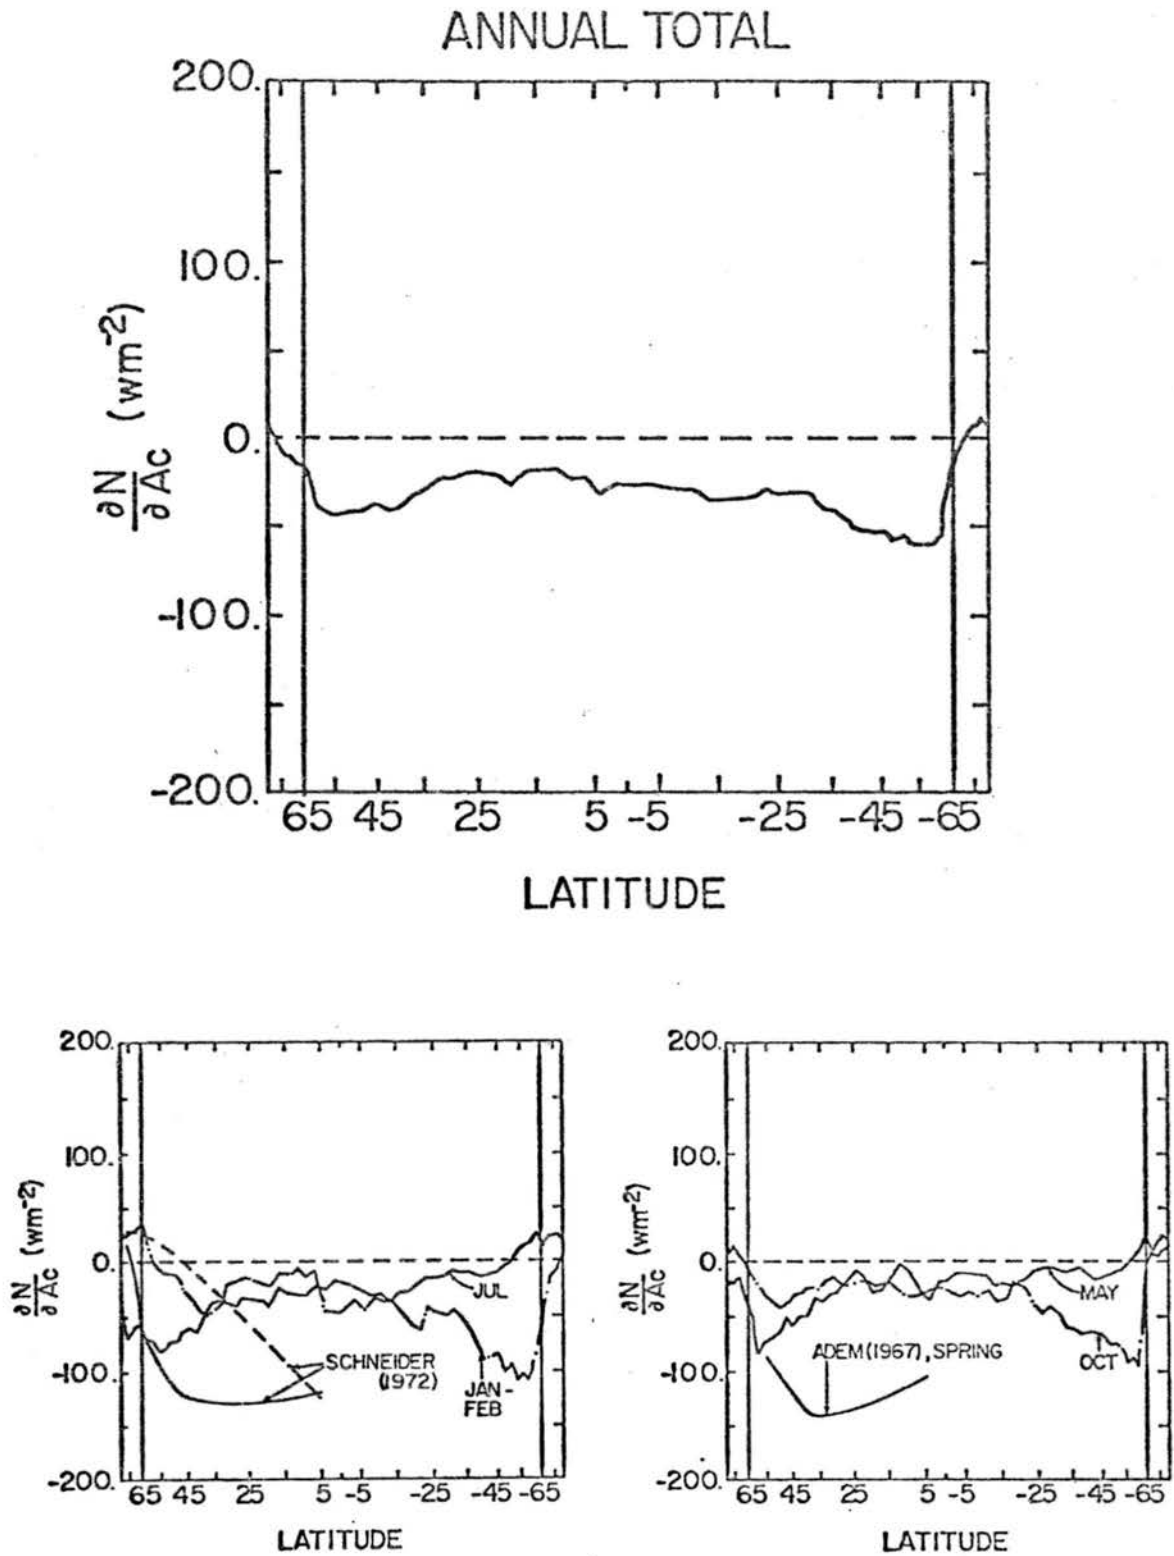 ANNUAL TOTAL
200.
100.
0.
-100.
-200.
∂N
∂Ac
(wm⁻²)
65 45 25 5 -5 -25 -45 -65
LATITUDE
200.
100.
0.
-100.
-200.
∂N
∂Ac
(wm⁻²)
JUL
SCHNEIDER
(1972)
JAN-
FEB
65 45 25 5 -5 -25 -45 -65
LATITUDE
200.
100.
0.
-100.
-200.
∂N
∂Ac
(wm⁻²)
MAY
ADEM(1967), SPRING
OCT
65 45 25 5 -5 -25 -45 -65
LATITUDE